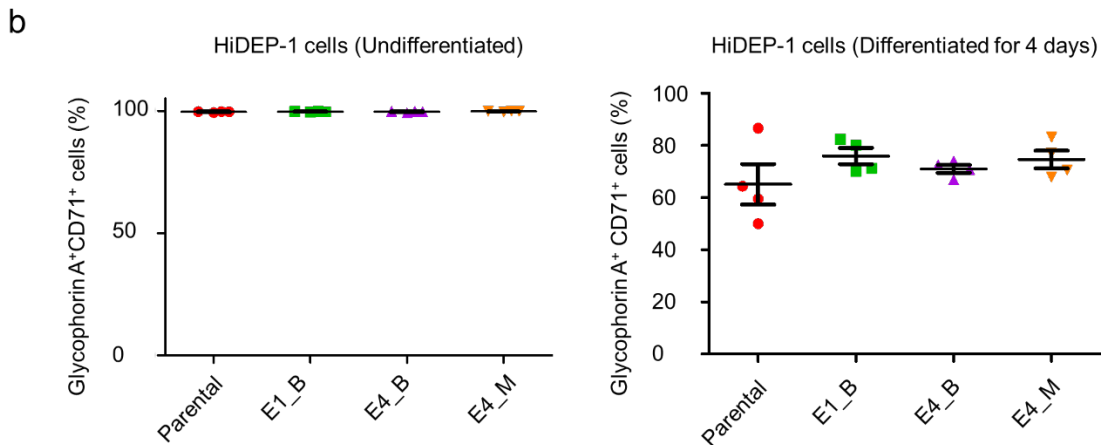 b
HiDEP-1 cells (Undifferentiated)
Glycophorin A⁺CD71⁺ cells (%)
100
50
0
Parental
E1_B
E4_B
E4_M
HiDEP-1 cells (Differentiated for 4 days)
Glycophorin A⁺ CD71⁺ cells (%)
100
80
60
40
20
0
Parental
E1_B
E4_B
E4_M